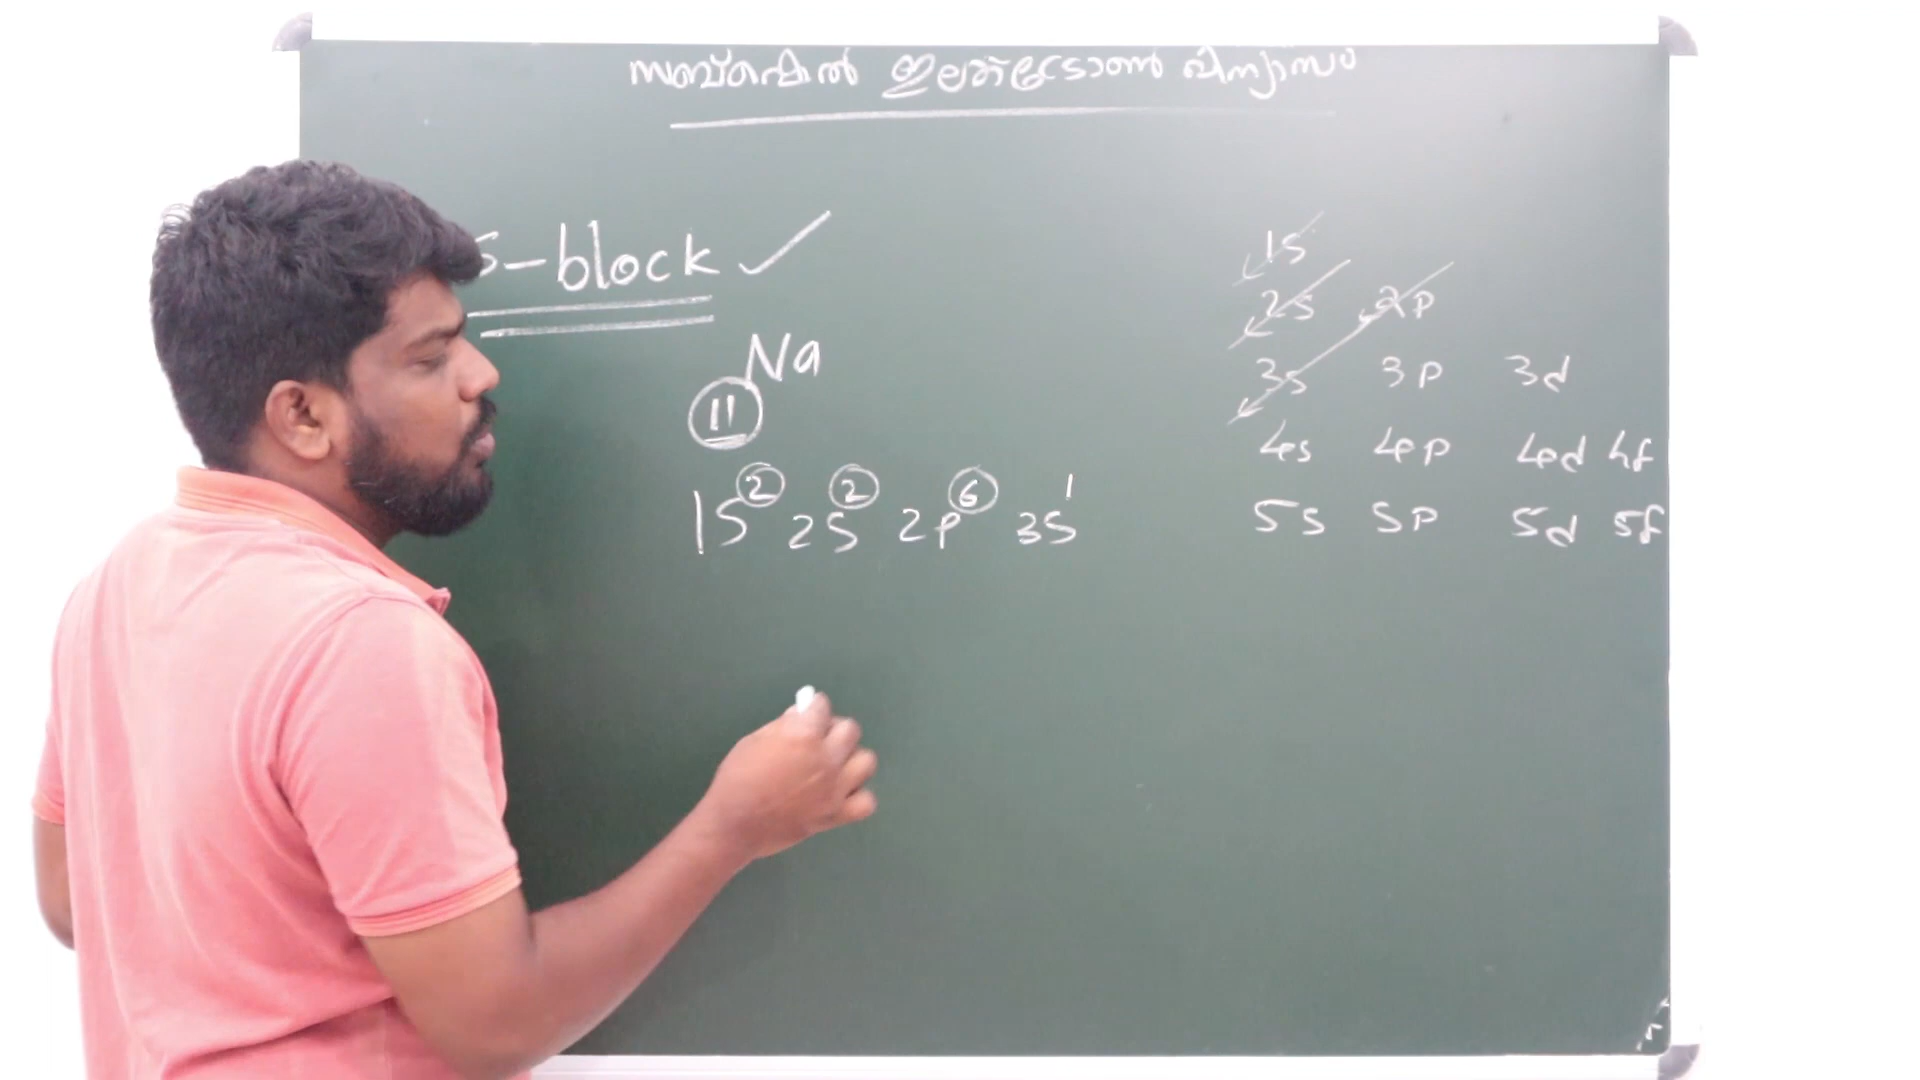 സബ്ഷെൽ ഇലക്ട്രോൺ വിന്യാസം
s-block ✓
Na
11
1s² 2s² 2p⁶ 3s¹
1s
2s 2p
3s 3p 3d
4s 4p 4d 4f
5s 5p 5d 5f